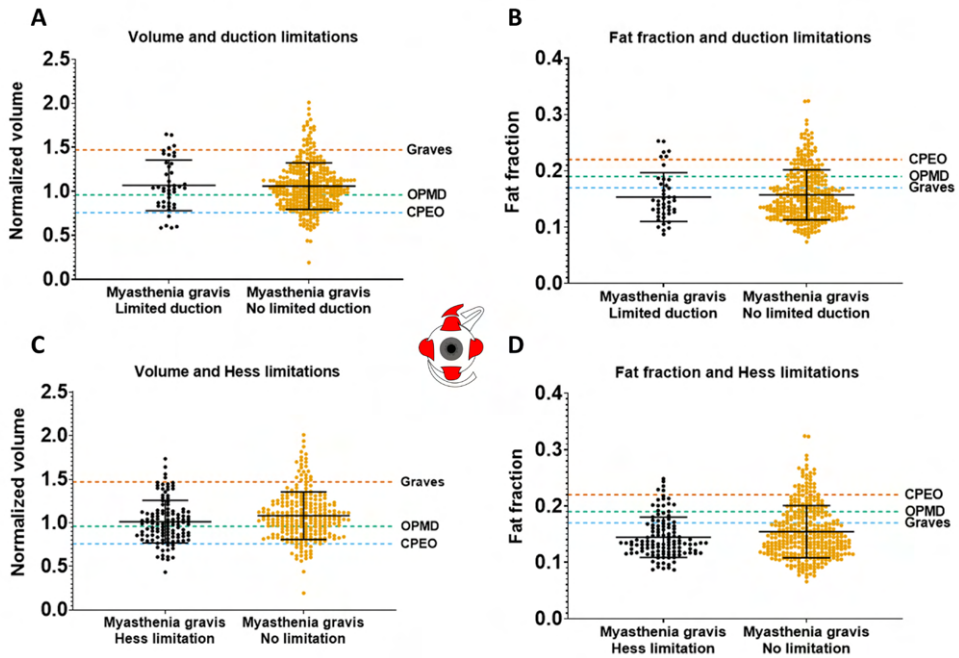 A
Volume and duction limitations
Normalized volume
2.5
2.0
1.5
1.0
0.5
0.0
Graves
OPMD
CPEO
Myasthenia gravis
Limited duction
Myasthenia gravis
No limited duction
B
Fat fraction and duction limitations
Fat fraction
0.4
0.3
0.2
0.1
0.0
CPEO
OPMD
Graves
Myasthenia gravis
Limited duction
Myasthenia gravis
No limited duction
C
Volume and Hess limitations
Normalized volume
2.5
2.0
1.5
1.0
0.5
0.0
Graves
OPMD
CPEO
Myasthenia gravis
Hess limitation
Myasthenia gravis
No limitation
D
Fat fraction and Hess limitations
Fat fraction
0.4
0.3
0.2
0.1
0.0
CPEO
OPMD
Graves
Myasthenia gravis
Hess limitation
Myasthenia gravis
No limitation